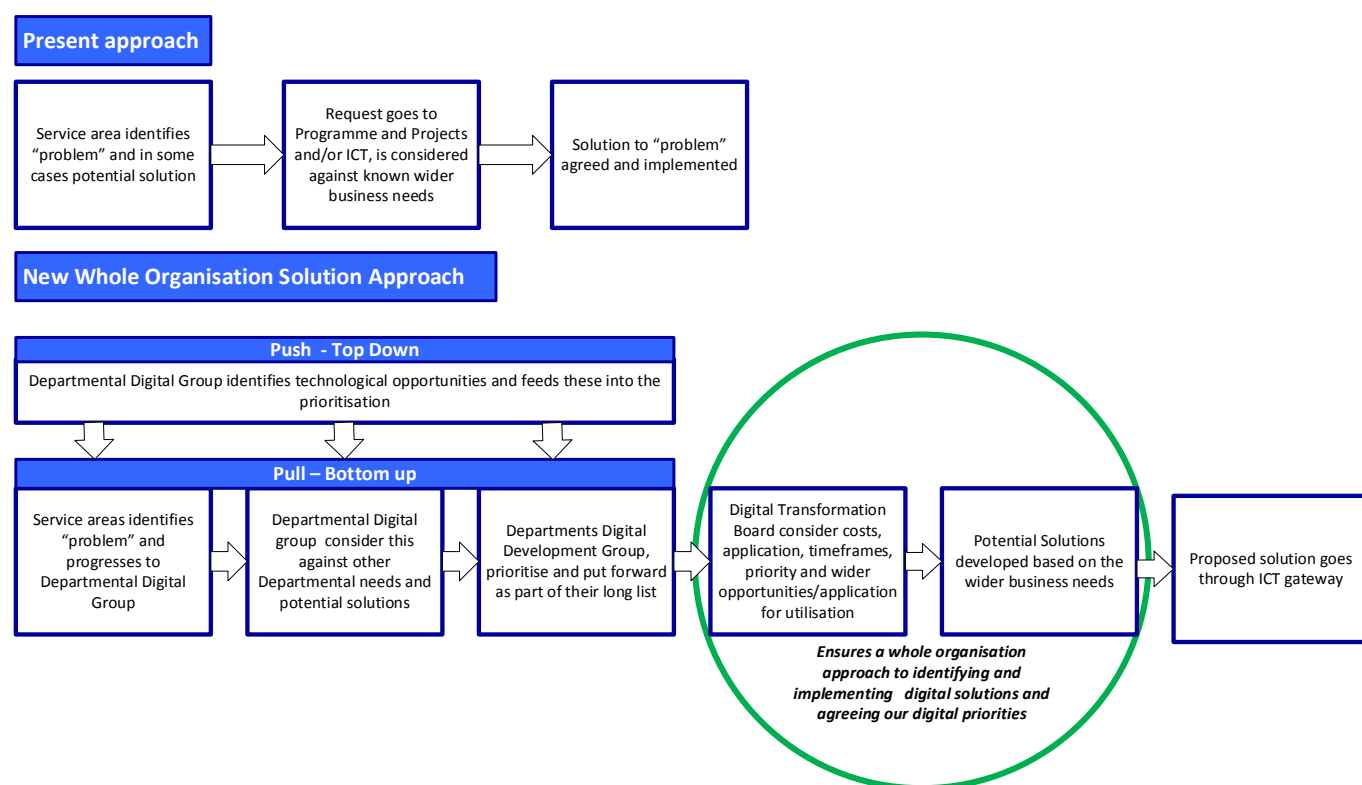 Present approach
Service area identifies
“problem” and in some
cases potential solution
Request goes to
Programme and Projects
and/or ICT, is considered
against known wider
business needs
Solution to “problem”
agreed and implemented
New Whole Organisation Solution Approach
Push - Top Down
Departmental Digital Group identifies technological opportunities and feeds these into the
prioritisation
Pull – Bottom up
Service areas identifies
“problem” and
progresses to
Departmental Digital
Group
Departmental Digital
group consider this
against other
Departmental needs and
potential solutions
Departments Digital
Development Group,
prioritise and put forward
as part of their long list
Digital Transformation
Board consider costs,
application, timeframes,
priority and wider
opportunities/application
for utilisation
Potential Solutions
developed based on the
wider business needs
Proposed solution goes
through ICT gateway
Ensures a whole organisation
approach to identifying and
implementing digital solutions and
agreeing our digital priorities